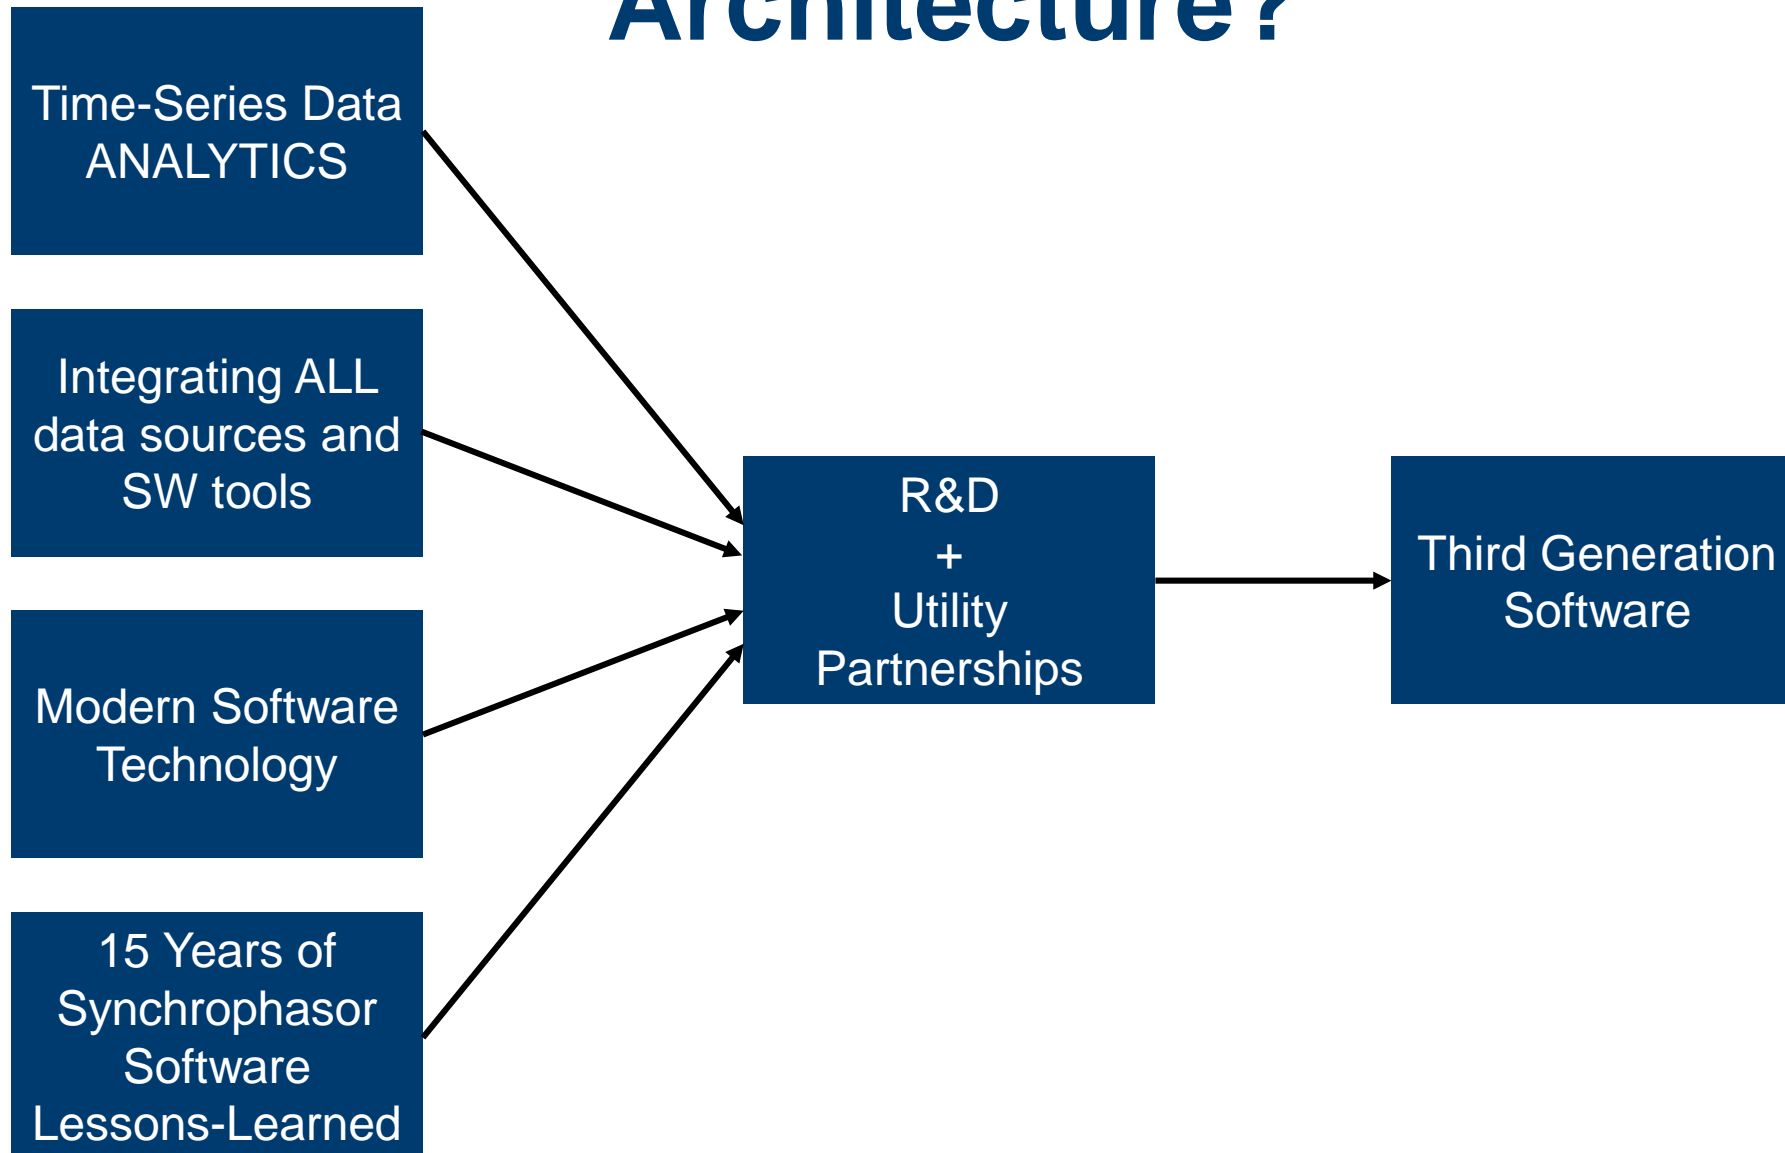 Architecture?
Time-Series Data
ANALYTICS
Integrating ALL
data sources and
SW tools
Modern Software
Technology
15 Years of
Synchrophasor
Software
Lessons-Learned
R&D
+
Utility
Partnerships
Third Generation
Software